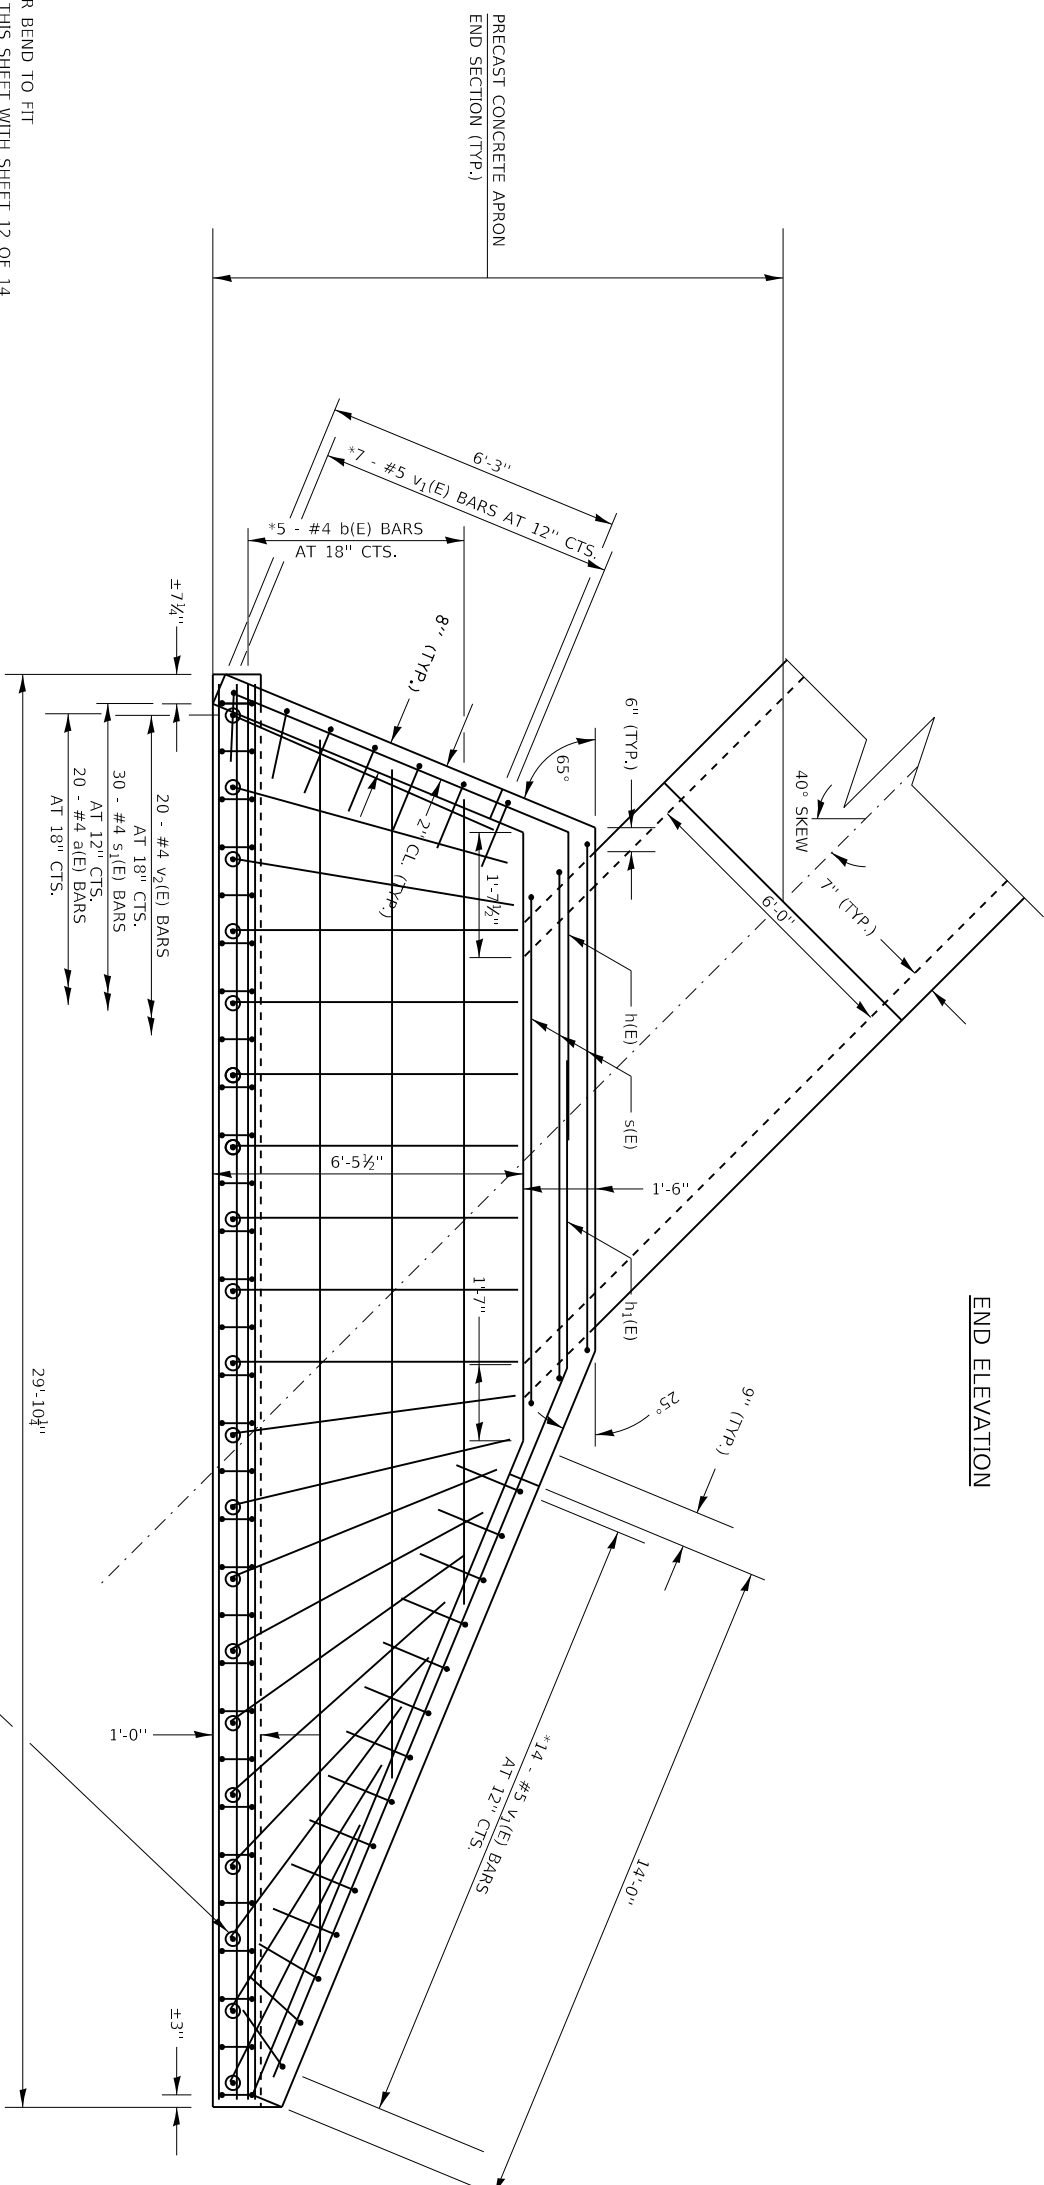 R BEND TO FIT
THIS SHEET WITH SHEET 12 OF 14
PRECAST CONCRETE APRON
END SECTION (TYP.)
END ELEVATION
6'-3"
*7 - #5 v1(E) BARS AT 12" CTS.
*5 - #4 b(E) BARS
AT 18" CTS.
±7¼"
8" (TYP.)
2" CL. (TYP.)
65°
6" (TYP.)
40° SKEW
7" (TYP.)
6'-0"
1'-7½"
h(E)
s(E)
h1(E)
6'-5½"
1'-6"
1'-7"
25°
9" (TYP.)
20 - #4 v2(E) BARS
AT 18" CTS.
30 - #4 s1(E) BARS
AT 12" CTS.
20 - #4 a(E) BARS
AT 18" CTS.
*14 - #5 v1(E) BARS
AT 12" CTS.
14'-0"
1'-0"
±3"
29'-10¼"